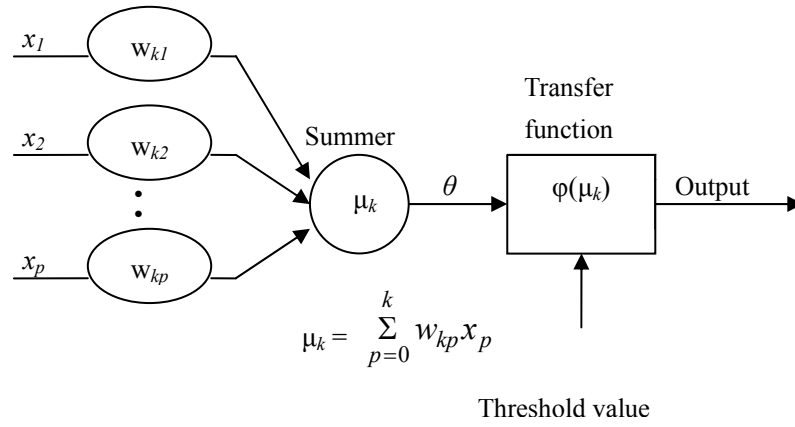 x1
wk1
x2
wk2
xp
wkp
Summer
μk
θ
Transfer
function
φ(μk)
Output
μk = k Σ p=0 wkp xp
Threshold value